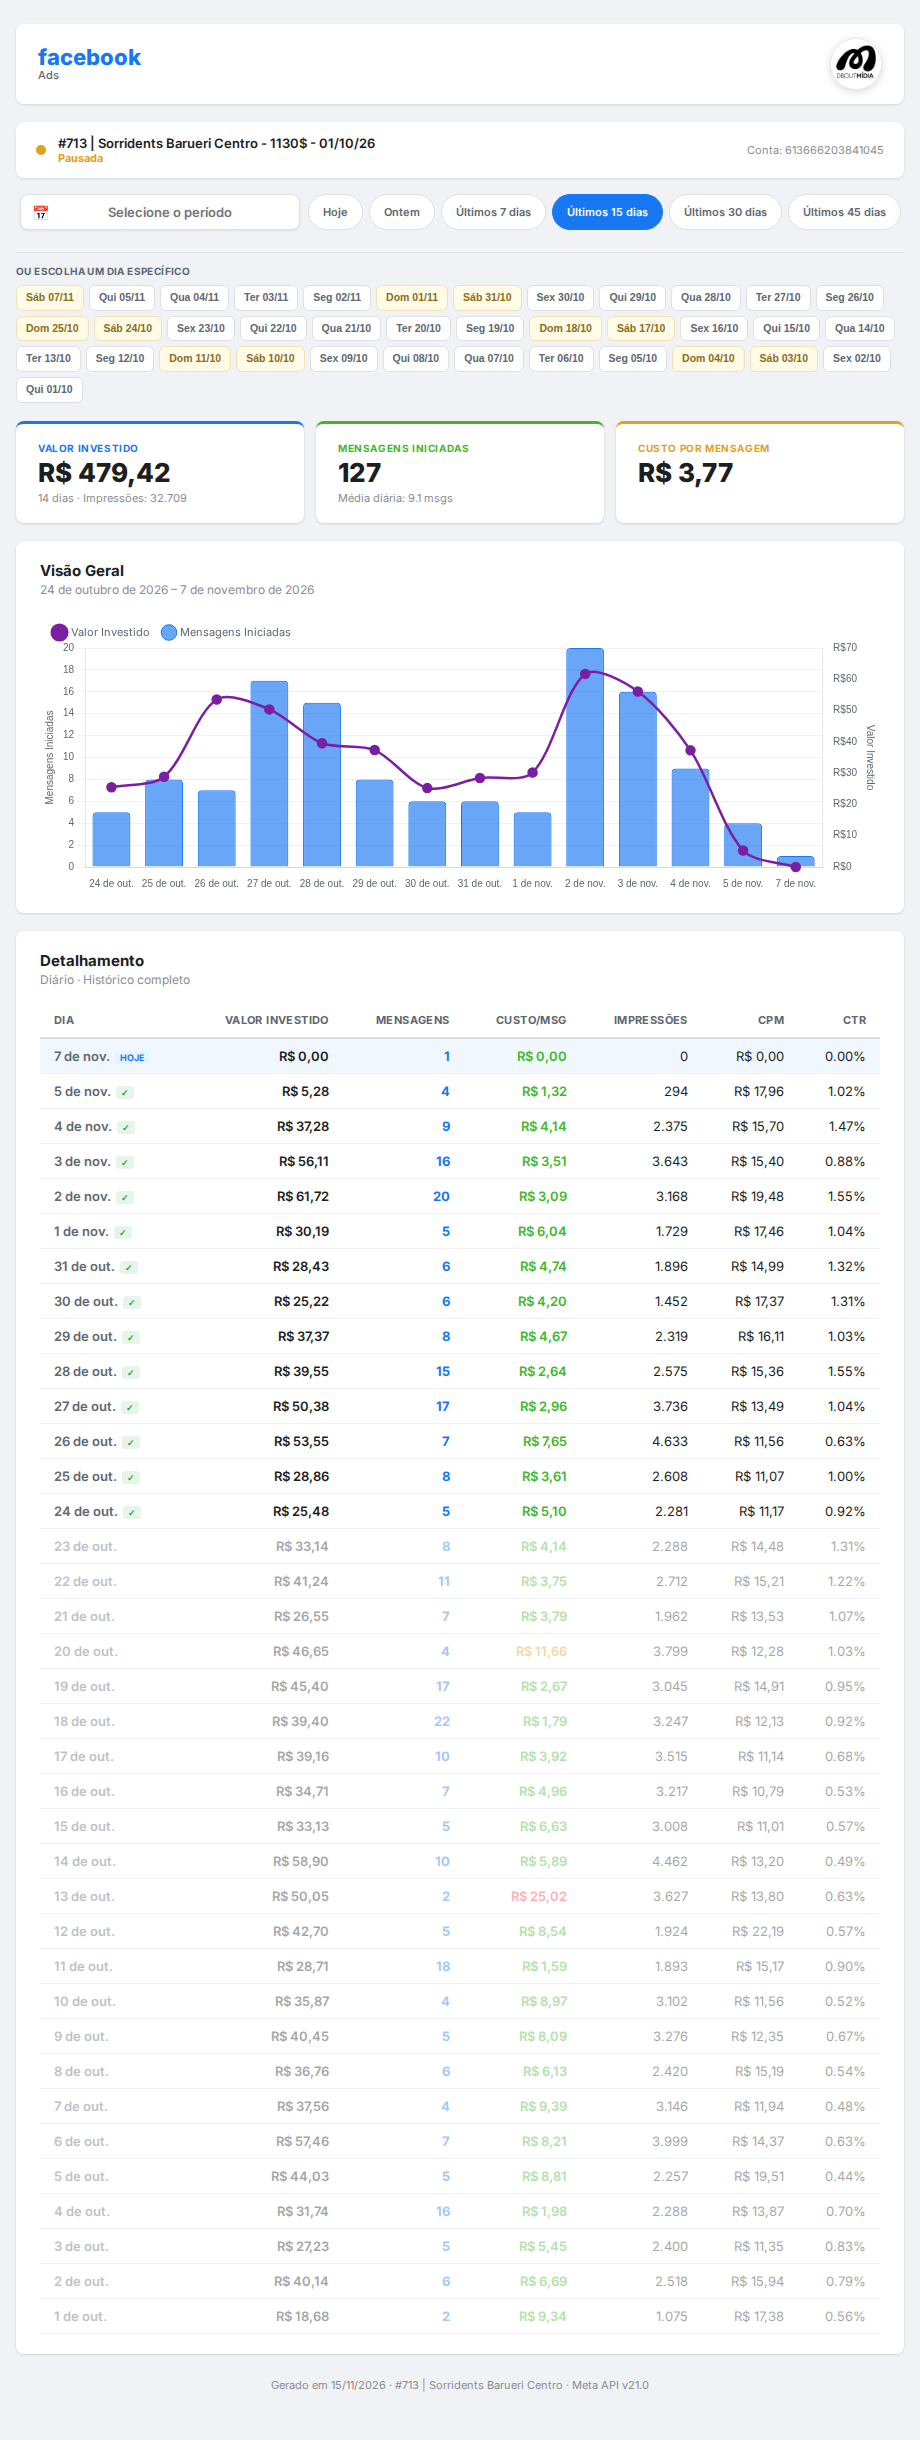 facebook
Ads
DBOUTMÍDIA
#713 | Sorridents Barueri Centro - 1130$ - 01/10/26
Pausada
Conta: 613666203841045
Selecione o período
Hoje
Ontem
Últimos 7 dias
Últimos 15 dias
Últimos 30 dias
Últimos 45 dias
OU ESCOLHA UM DIA ESPECÍFICO
Sáb 07/11 Qui 05/11 Qua 04/11 Ter 03/11 Seg 02/11 Dom 01/11 Sáb 31/10 Sex 30/10 Qui 29/10 Qua 28/10 Ter 27/10 Seg 26/10
Dom 25/10 Sáb 24/10 Sex 23/10 Qui 22/10 Qua 21/10 Ter 20/10 Seg 19/10 Dom 18/10 Sáb 17/10 Sex 16/10 Qui 15/10 Qua 14/10
Ter 13/10 Seg 12/10 Dom 11/10 Sáb 10/10 Sex 09/10 Qui 08/10 Qua 07/10 Ter 06/10 Seg 05/10 Dom 04/10 Sáb 03/10 Sex 02/10
Qui 01/10
VALOR INVESTIDO
R$ 479,42
14 dias · Impressões: 32.709
MENSAGENS INICIADAS
127
Média diária: 9.1 msgs
CUSTO POR MENSAGEM
R$ 3,77
Visão Geral
24 de outubro de 2026 – 7 de novembro de 2026
Valor Investido Mensagens Iniciadas
20
18
16
14
12
10
8
6
4
2
0
Mensagens Iniciadas
R$70
R$60
R$50
R$40
R$30
R$20
R$10
R$0
Valor Investido
24 de out. 25 de out. 26 de out. 27 de out. 28 de out. 29 de out. 30 de out. 31 de out. 1 de nov. 2 de nov. 3 de nov. 4 de nov. 5 de nov. 7 de nov.
Detalhamento
Diário · Histórico completo
DIA VALOR INVESTIDO MENSAGENS CUSTO/MSG IMPRESSÕES CPM CTR
7 de nov. HOJE R$ 0,00 1 R$ 0,00 0 R$ 0,00 0.00%
5 de nov. ✓ R$ 5,28 4 R$ 1,32 294 R$ 17,96 1.02%
4 de nov. ✓ R$ 37,28 9 R$ 4,14 2.375 R$ 15,70 1.47%
3 de nov. ✓ R$ 56,11 16 R$ 3,51 3.643 R$ 15,40 0.88%
2 de nov. ✓ R$ 61,72 20 R$ 3,09 3.168 R$ 19,48 1.55%
1 de nov. ✓ R$ 30,19 5 R$ 6,04 1.729 R$ 17,46 1.04%
31 de out. ✓ R$ 28,43 6 R$ 4,74 1.896 R$ 14,99 1.32%
30 de out. ✓ R$ 25,22 6 R$ 4,20 1.452 R$ 17,37 1.31%
29 de out. ✓ R$ 37,37 8 R$ 4,67 2.319 R$ 16,11 1.03%
28 de out. ✓ R$ 39,55 15 R$ 2,64 2.575 R$ 15,36 1.55%
27 de out. ✓ R$ 50,38 17 R$ 2,96 3.736 R$ 13,49 1.04%
26 de out. ✓ R$ 53,55 7 R$ 7,65 4.633 R$ 11,56 0.63%
25 de out. ✓ R$ 28,86 8 R$ 3,61 2.608 R$ 11,07 1.00%
24 de out. ✓ R$ 25,48 5 R$ 5,10 2.281 R$ 11,17 0.92%
23 de out. R$ 33,14 8 R$ 4,14 2.288 R$ 14,48 1.31%
22 de out. R$ 41,24 11 R$ 3,75 2.712 R$ 15,21 1.22%
21 de out. R$ 26,55 7 R$ 3,79 1.962 R$ 13,53 1.07%
20 de out. R$ 46,65 4 R$ 11,66 3.799 R$ 12,28 1.03%
19 de out. R$ 45,40 17 R$ 2,67 3.045 R$ 14,91 0.95%
18 de out. R$ 39,40 22 R$ 1,79 3.247 R$ 12,13 0.92%
17 de out. R$ 39,16 10 R$ 3,92 3.515 R$ 11,14 0.68%
16 de out. R$ 34,71 7 R$ 4,96 3.217 R$ 10,79 0.53%
15 de out. R$ 33,13 5 R$ 6,63 3.008 R$ 11,01 0.57%
14 de out. R$ 58,90 10 R$ 5,89 4.462 R$ 13,20 0.49%
13 de out. R$ 50,05 2 R$ 25,02 3.627 R$ 13,80 0.63%
12 de out. R$ 42,70 5 R$ 8,54 1.924 R$ 22,19 0.57%
11 de out. R$ 28,71 18 R$ 1,59 1.893 R$ 15,17 0.90%
10 de out. R$ 35,87 4 R$ 8,97 3.102 R$ 11,56 0.52%
9 de out. R$ 40,45 5 R$ 8,09 3.276 R$ 12,35 0.67%
8 de out. R$ 36,76 6 R$ 6,13 2.420 R$ 15,19 0.54%
7 de out. R$ 37,56 4 R$ 9,39 3.146 R$ 11,94 0.48%
6 de out. R$ 57,46 7 R$ 8,21 3.999 R$ 14,37 0.63%
5 de out. R$ 44,03 5 R$ 8,81 2.257 R$ 19,51 0.44%
4 de out. R$ 31,74 16 R$ 1,98 2.288 R$ 13,87 0.70%
3 de out. R$ 27,23 5 R$ 5,45 2.400 R$ 11,35 0.83%
2 de out. R$ 40,14 6 R$ 6,69 2.518 R$ 15,94 0.79%
1 de out. R$ 18,68 2 R$ 9,34 1.075 R$ 17,38 0.56%
Gerado em 15/11/2026 · #713 | Sorridents Barueri Centro · Meta API v21.0